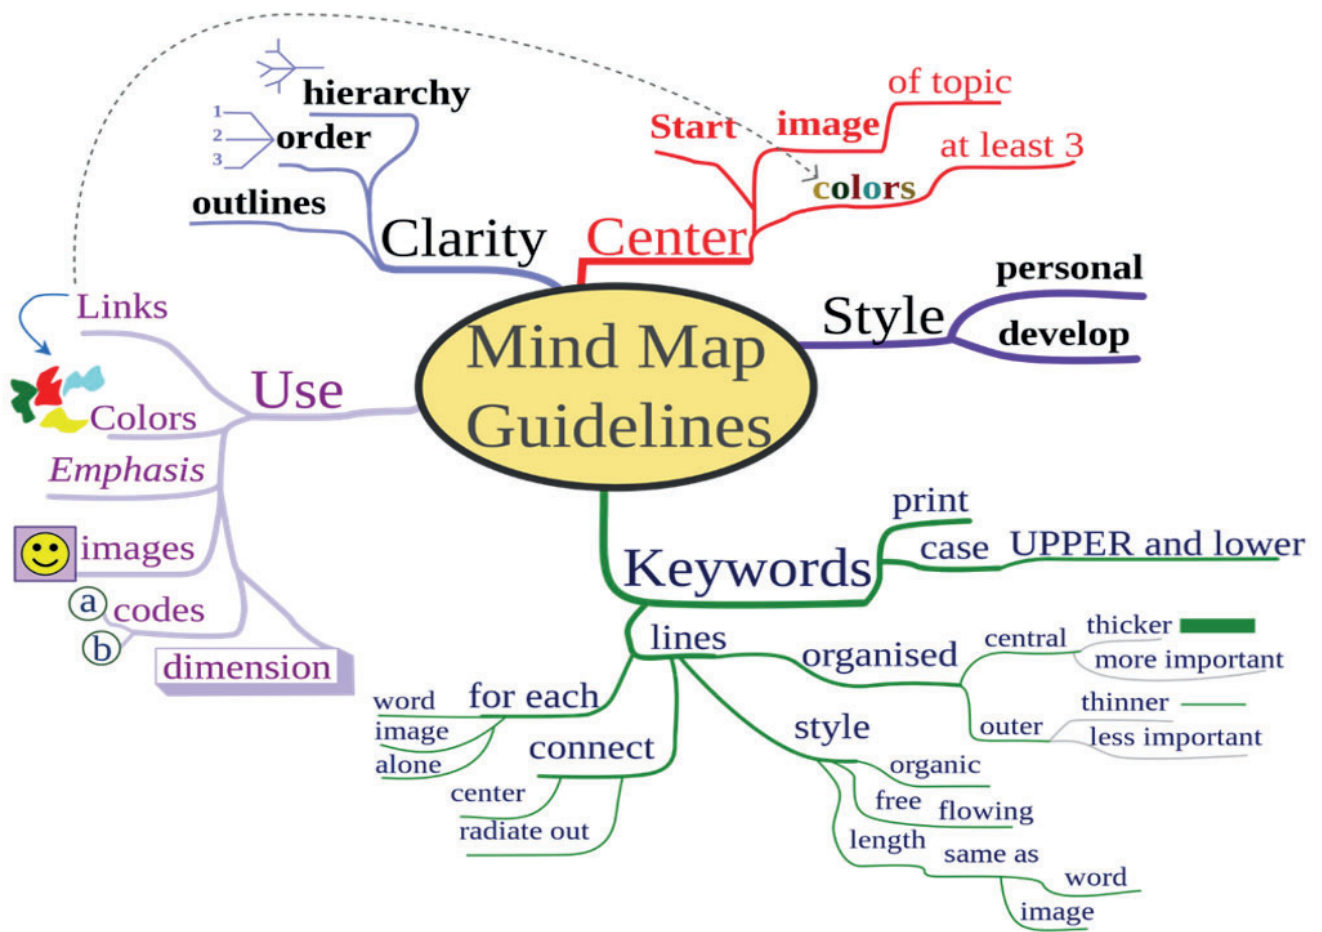 Mind Map
Guidelines
Clarity
hierarchy
1
2
3
order
outlines
Center
Start
image
of topic
colors
at least 3
Style
personal
develop
Use
Links
Colors
Emphasis
images
codes
a
b
dimension
Keywords
print
case
UPPER and lower
lines
organised
central
thicker
more important
outer
thinner
less important
for each
word
image
alone
connect
center
radiate out
style
organic
free
flowing
length
same as
word
image